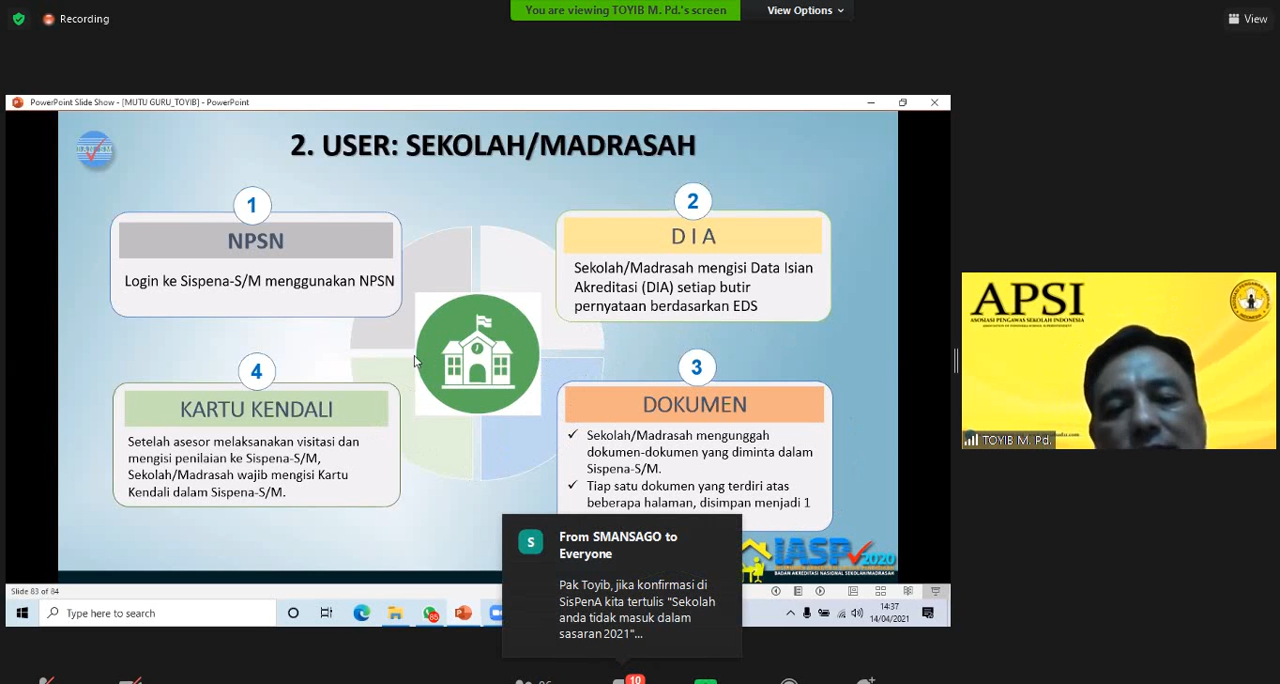 Recording
You are viewing TOYIB M. Pd.'s screen
View Options
View
PowerPoint Slide Show - [MUTU GURU_TOYIB] - PowerPoint
2. USER: SEKOLAH/MADRASAH
1
NPSN
Login ke Sispena-S/M menggunakan NPSN
2
D I A
Sekolah/Madrasah mengisi Data Isian
Akreditasi (DIA) setiap butir
pernyataan berdasarkan EDS
4
KARTU KENDALI
Setelah asesor melaksanakan visitasi dan
mengisi penilaian ke Sispena-S/M,
Sekolah/Madrasah wajib mengisi Kartu
Kendali dalam Sispena-S/M.
3
DOKUMEN
Sekolah/Madrasah mengunggah
dokumen-dokumen yang diminta dalam
Sispena-S/M.
Tiap satu dokumen yang terdiri atas
beberapa halaman, disimpan menjadi 1
IASP 2020
BADAN AKREDITASI NASIONAL SEKOLAH/MADRASAH
S
From SMANSAGO to
Everyone
Pak Toyib, jika konfirmasi di
SisPenA kita tertulis "Sekolah
anda tidak masuk dalam
sasaran 2021"...
Slide 83 of 84
Type here to search
14:37
14/04/2021
10
APSI
ASOSIASI PENGAWAS SEKOLAH INDONESIA
TOYIB M. Pd.